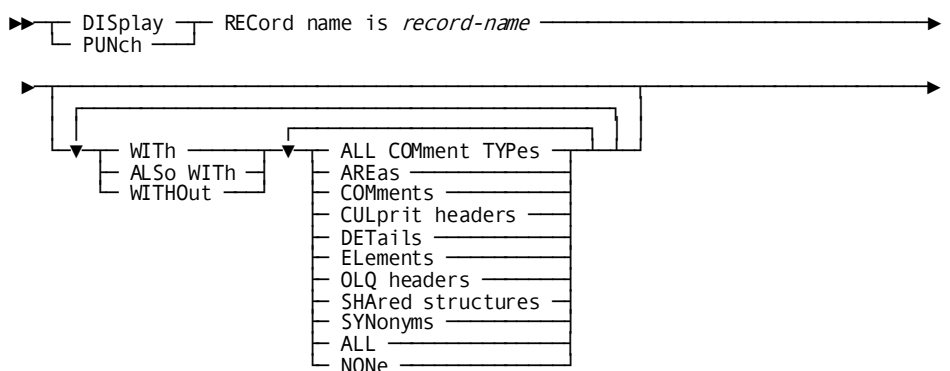 DISplay RECord name is record-name
PUNch
WITh ALL COMment TYPes
ALSo WITh AREas
WITHOut COMments
CULprit headers
DETails
ELements
OLQ headers
SHAred structures
SYNonyms
ALL
NONe